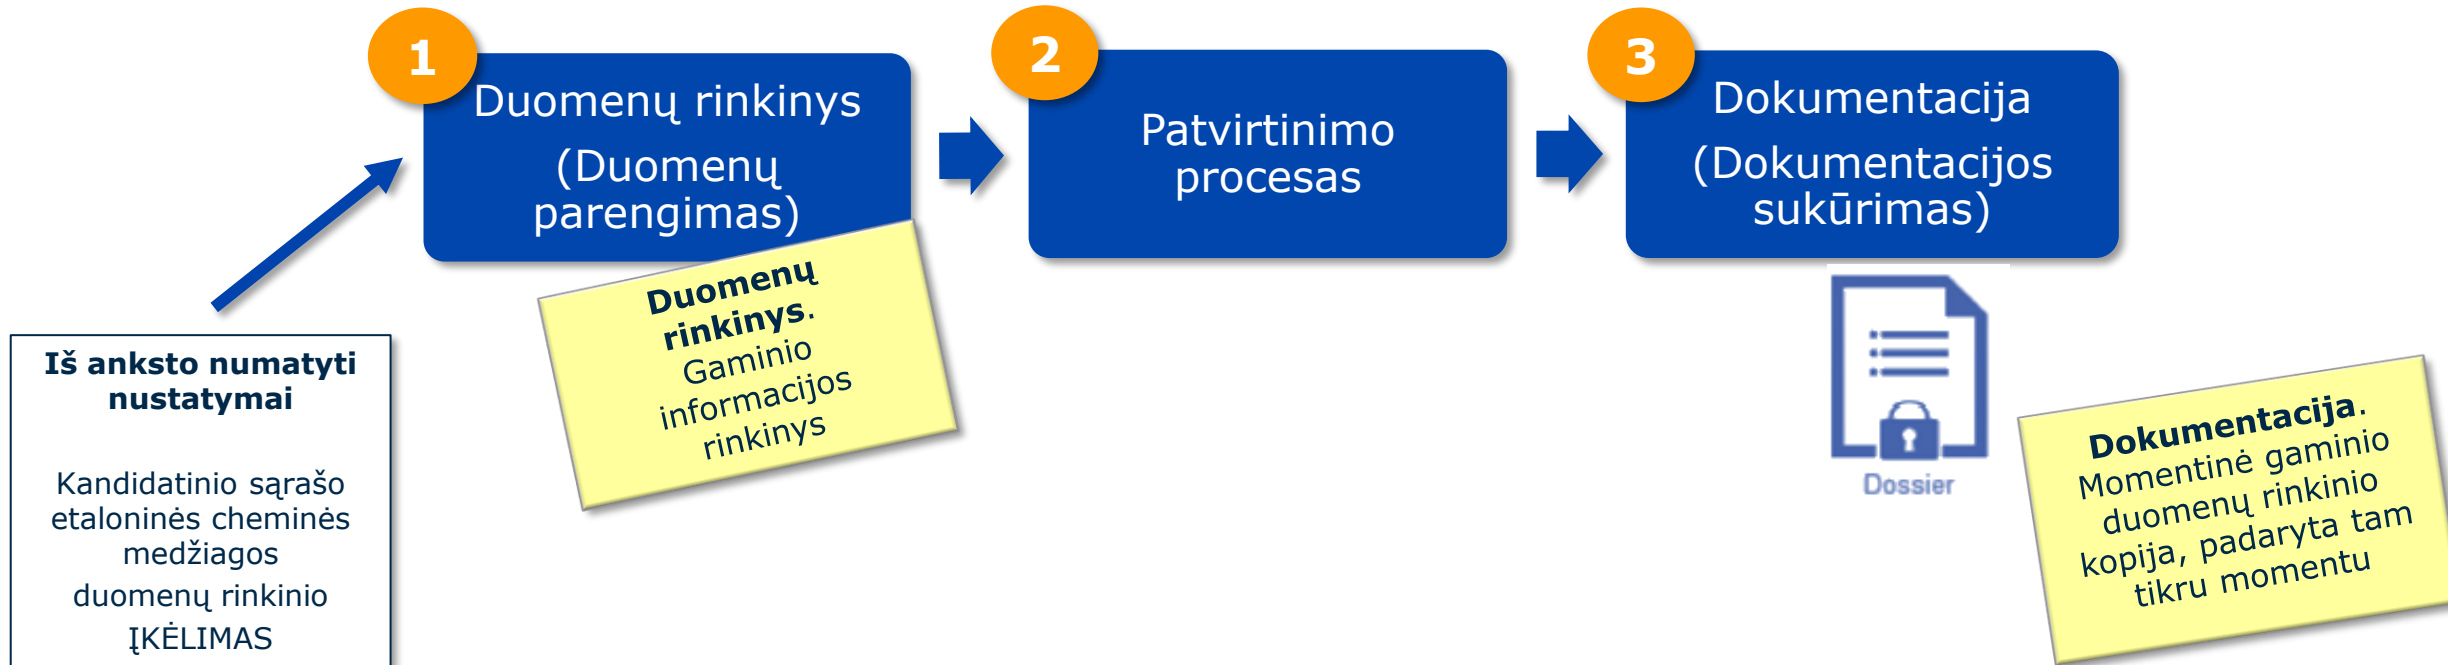 1
Duomenų rinkinys
(Duomenų
parengimas)
2
Patvirtinimo
procesas
3
Dokumentacija
(Dokumentacijos
sukūrimas)
Iš anksto numatyti
nustatymai
Kandidatinio sąrašo
etaloninės cheminės
medžiagos
duomenų rinkinio
ĮKĖLIMAS
Duomenų
rinkinys.
Gaminio
informacijos
rinkinys
Dossier
Dokumentacija.
Momentinė gaminio
duomenų rinkinio
kopija, padaryta tam
tikru momentu